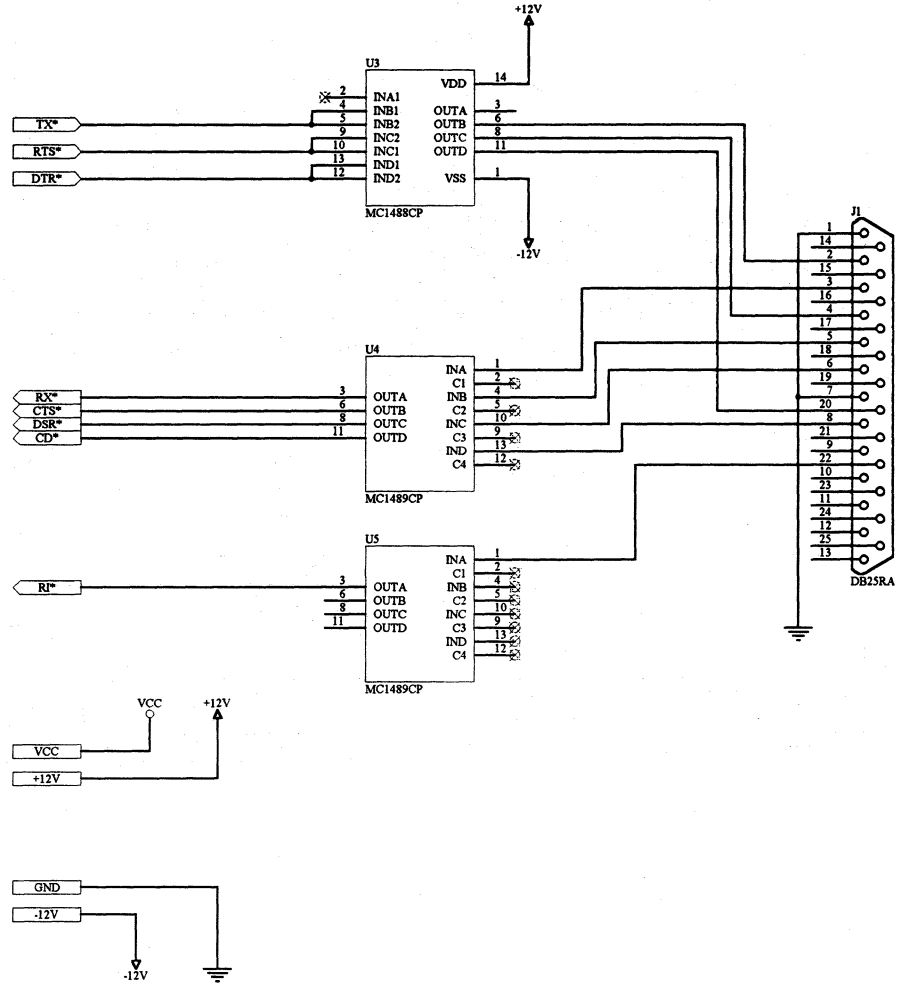 +12V
U3
VDD 14
2 INA1
4 INB1
OUTA 3
TX*
5 INB2
OUTB 6
9 INC2
OUTC 8
RTS*
10 INC1
OUTD 11
13 IND1
DTR*
12 IND2
VSS 1
MC1488CP
-12V
J1
1
14
2
15
3
16
4
17
5
18
6
19
7
20
8
21
9
22
10
23
11
24
12
25
13
DB25RA
U4
INA 1
C1 2
RX*
3 OUTA
INB 4
CTS*
6 OUTB
C2 5
DSR*
8 OUTC
INC 10
CD*
11 OUTD
C3 9
IND 13
C4 12
MC1489CP
U5
INA 1
C1 2
RI*
3 OUTA
INB 4
6 OUTB
C2 5
8 OUTC
INC 10
11 OUTD
C3 9
IND 13
C4 12
MC1489CP
VCC
+12V
VCC
+12V
GND
-12V
-12V